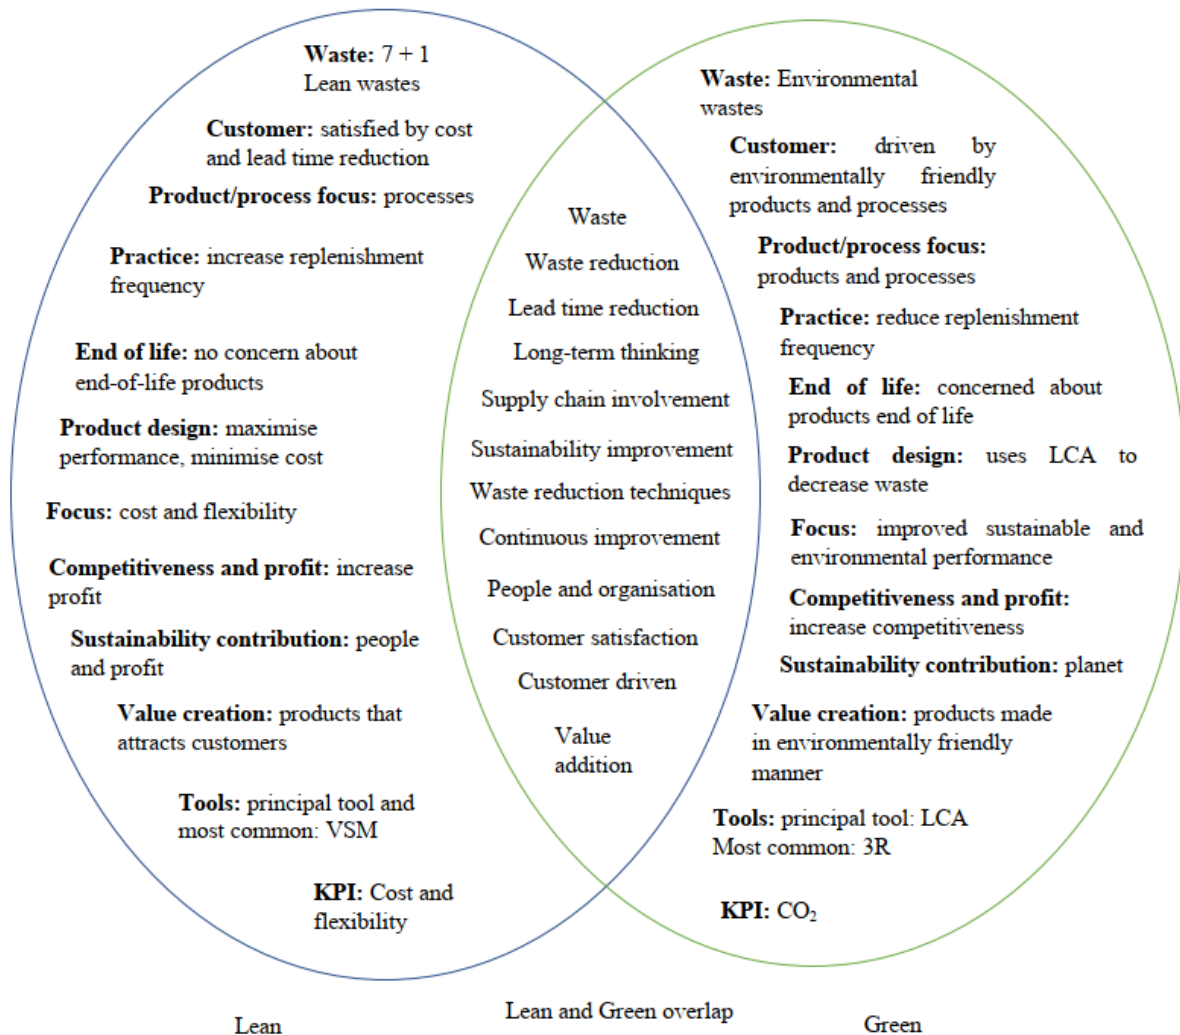 Waste: 7 + 1
Lean wastes
Customer: satisfied by cost
and lead time reduction
Product/process focus: processes
Practice: increase replenishment
frequency
End of life: no concern about
end-of-life products
Product design: maximise
performance, minimise cost
Focus: cost and flexibility
Competitiveness and profit: increase
profit
Sustainability contribution: people
and profit
Value creation: products that
attracts customers
Tools: principal tool and
most common: VSM
KPI: Cost and
flexibility
Waste
Waste reduction
Lead time reduction
Long-term thinking
Supply chain involvement
Sustainability improvement
Waste reduction techniques
Continuous improvement
People and organisation
Customer satisfaction
Customer driven
Value
addition
Waste: Environmental
wastes
Customer: driven by
environmentally friendly
products and processes
Product/process focus:
products and processes
Practice: reduce replenishment
frequency
End of life: concerned about
products end of life
Product design: uses LCA to
decrease waste
Focus: improved sustainable and
environmental performance
Competitiveness and profit:
increase competitiveness
Sustainability contribution: planet
Value creation: products made
in environmentally friendly
manner
Tools: principal tool: LCA
Most common: 3R
KPI: CO₂
Lean
Lean and Green overlap
Green